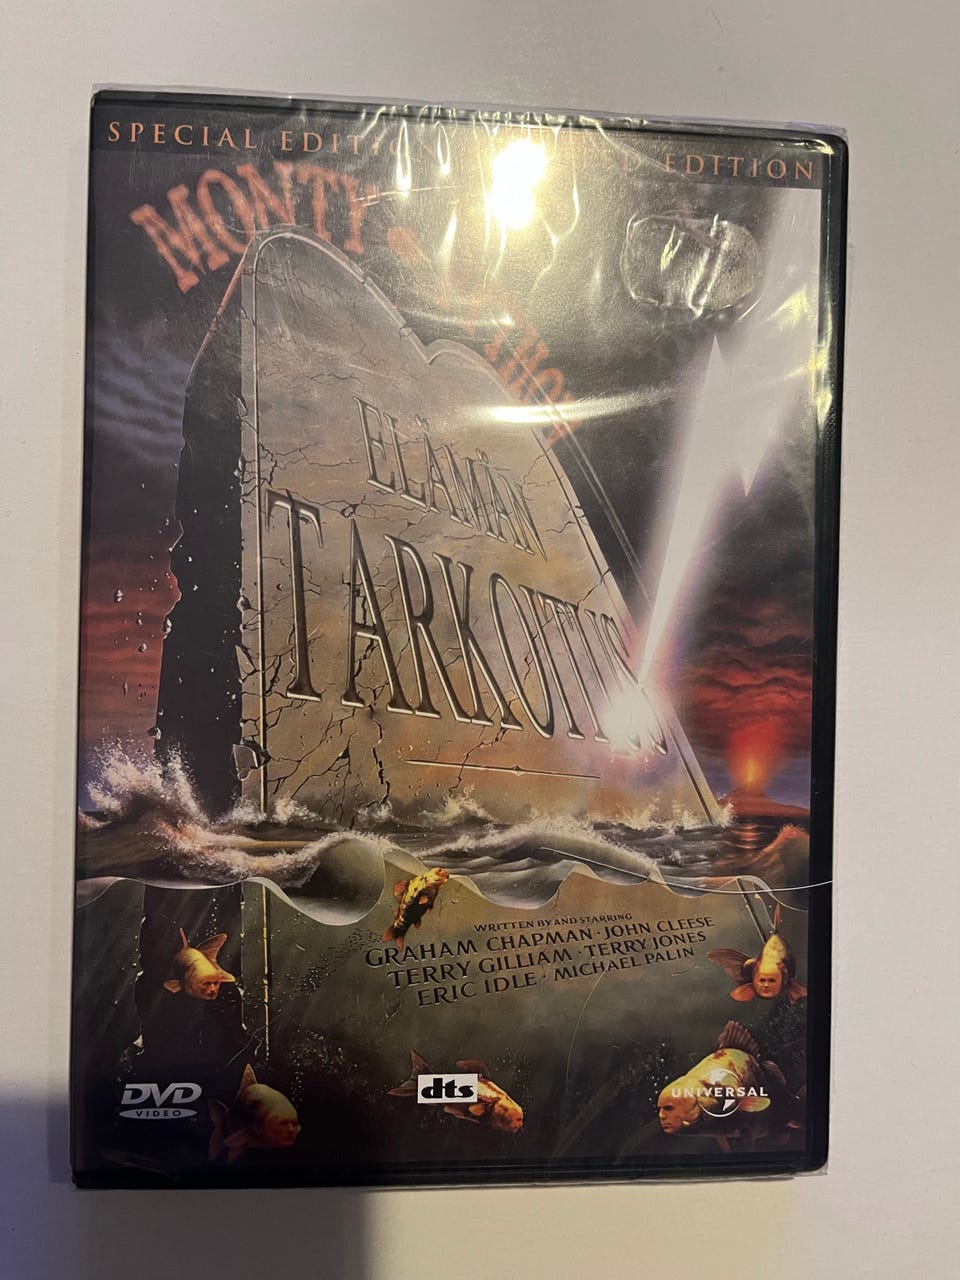 SPECIAL EDITION
EDITION
MONTY
ELÄMÄN
TARKOITUS
WRITTEN BY AND STARRING
GRAHAM CHAPMAN · JOHN CLEESE
TERRY GILLIAM · TERRY JONES
ERIC IDLE · MICHAEL PALIN
DVD
VIDEO
dts
UNIVERSAL